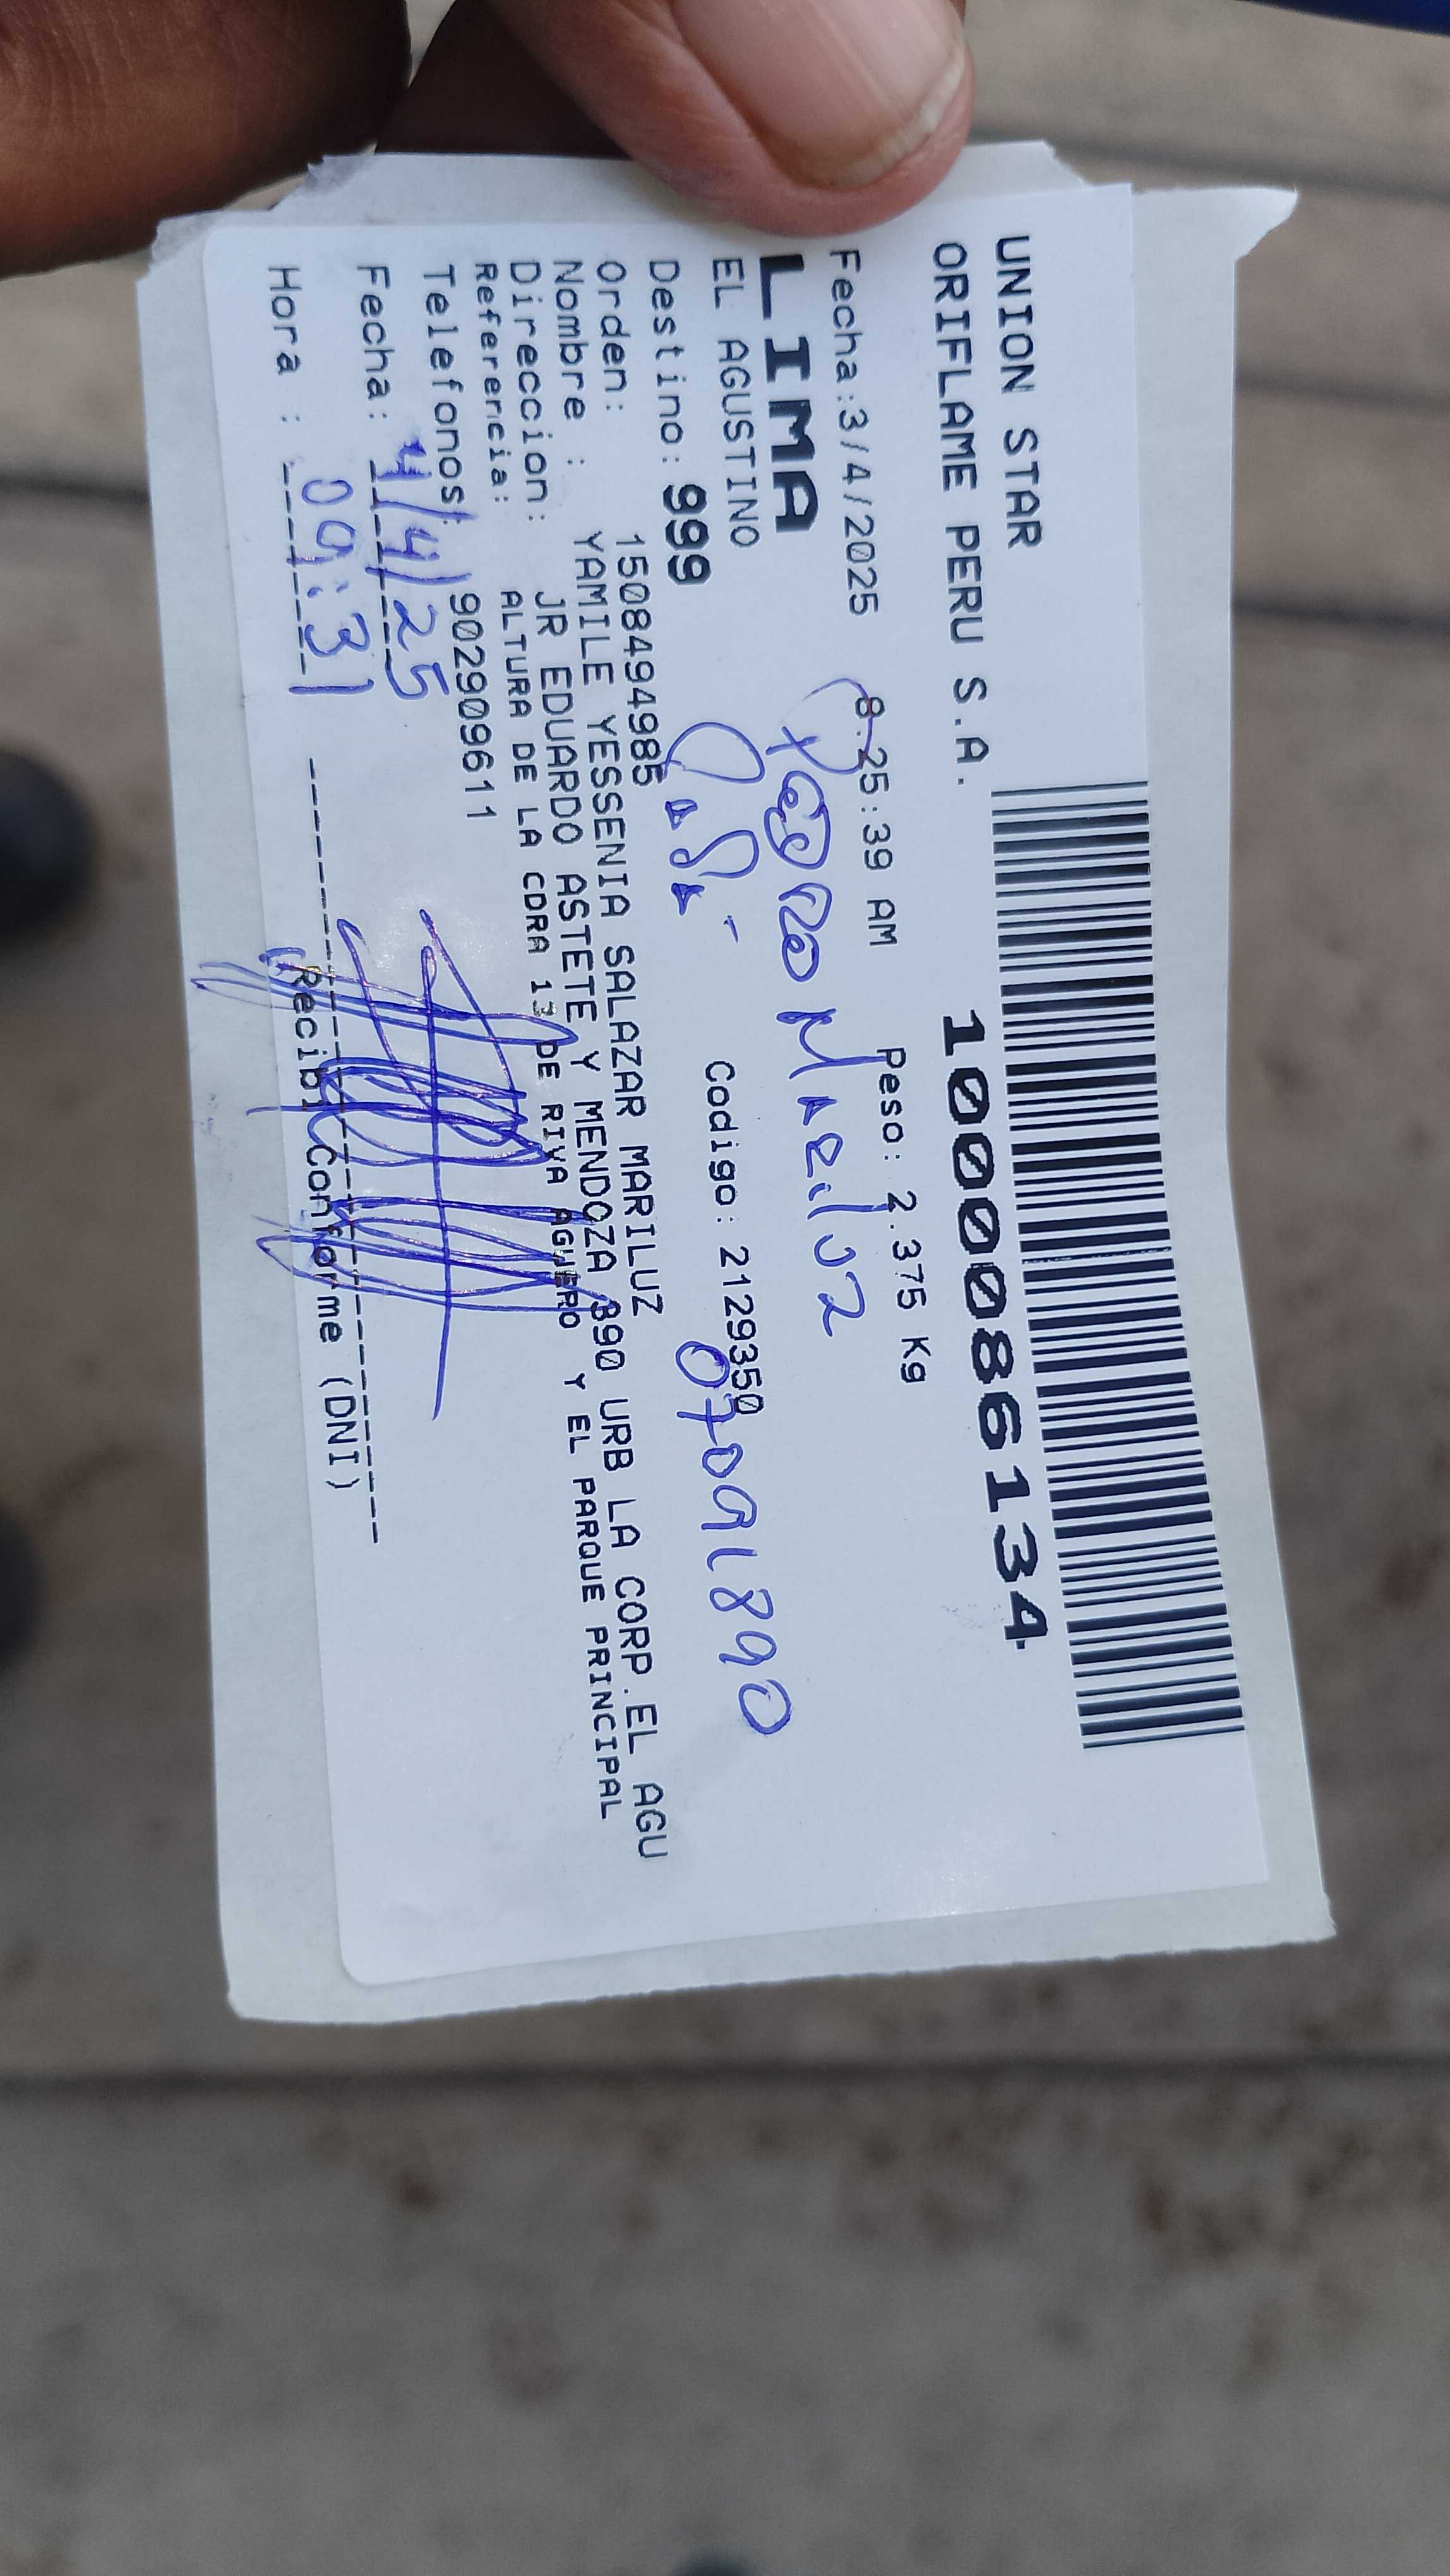 UNION STAR
ORIFLAME PERU S.A.
1000086134
Fecha:3/4/2025 8:25:39 AM Peso: 2.375 Kg
LIMA
Mariluz
EL AGUSTINO
Codigo: 2129350
Destino: 999
07091890
Orden: 1508494985
Nombre : YAMILE YESSENIA SALAZAR MARILUZ
Direccion: JR EDUARDO ASTETE Y MENDOZA 890 URB LA CORP.EL AGU
Referencia: ALTURA DE LA CDRA 13 DE RIVA AGUERO Y EL PARQUE PRINCIPAL
Telefonos: 902909611
Fecha: 4/4/25
Hora : 09:31
Recibi Conforme (DNI)